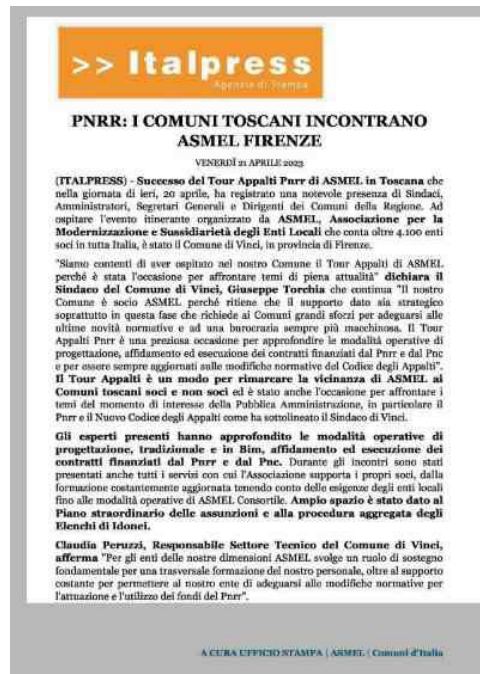 >> Italpress
Agenzia di Stampa
PNRR: I COMUNI TOSCANI INCONTRANO
ASMEL FIRENZE
VENERDÌ 21 APRILE 2023
(ITALPRESS) - Successo del Tour Appalti Pnrr di ASMEL in Toscana che
nella giornata di ieri, 20 aprile, ha registrato una notevole presenza di Sindaci,
Amministratori, Segretari Generali e Dirigenti dei Comuni della Regione. Ad
ospitare l'evento itinerante organizzato da ASMEL, Associazione per la
Modernizzazione e Sussidiarietà degli Enti Locali che conta oltre 4.100 enti
soci in tutta Italia, è stato il Comune di Vinci, in provincia di Firenze.
"Siamo contenti di aver ospitato nel nostro Comune il Tour Appalti di ASMEL
perché è stata l'occasione per affrontare temi di piena attualità" dichiara il
Sindaco del Comune di Vinci, Giuseppe Torchia che continua "Il nostro
Comune è socio ASMEL perché ritiene che il supporto dato sia strategico
soprattutto in questa fase che richiede ai Comuni grandi sforzi per adeguarsi alle
ultime novità normative e ad una burocrazia sempre più macchinosa. Il Tour
Appalti Pnrr è una preziosa occasione per approfondire le modalità operative di
progettazione, affidamento ed esecuzione dei contratti finanziati dal Pnrr e dal Pnc
e per essere sempre aggiornati sulle modifiche normative del Codice degli Appalti".
Il Tour Appalti è un modo per rimarcare la vicinanza di ASMEL ai
Comuni toscani soci e non soci ed è stato anche l'occasione per affrontare i
temi del momento di interesse della Pubblica Amministrazione, in particolare il
Pnrr e il Nuovo Codice degli Appalti come ha sottolineato il Sindaco di Vinci.
Gli esperti presenti hanno approfondito le modalità operative di
progettazione, tradizionale e in Bim, affidamento ed esecuzione dei
contratti finanziati dal Pnrr e dal Pnc. Durante gli incontri sono stati
presentati anche tutti i servizi con cui l'Associazione supporta i propri soci, dalla
formazione costantemente aggiornata tenendo conto delle esigenze degli enti locali
fino alle modalità operative di ASMEL Consortile. Ampio spazio è stato dato al
Piano straordinario delle assunzioni e alla procedura aggregata degli
Elenchi di Idonei.
Claudia Peruzzi, Responsabile Settore Tecnico del Comune di Vinci,
afferma "Per gli enti delle nostre dimensioni ASMEL svolge un ruolo di sostegno
fondamentale per una trasversale formazione del nostro personale, oltre al supporto
costante per permettere al nostro ente di adeguarsi alle modifiche normative per
l'attuazione e l'utilizzo dei fondi del Pnrr".
A CURA UFFICIO STAMPA | ASMEL | Comuni d'Italia